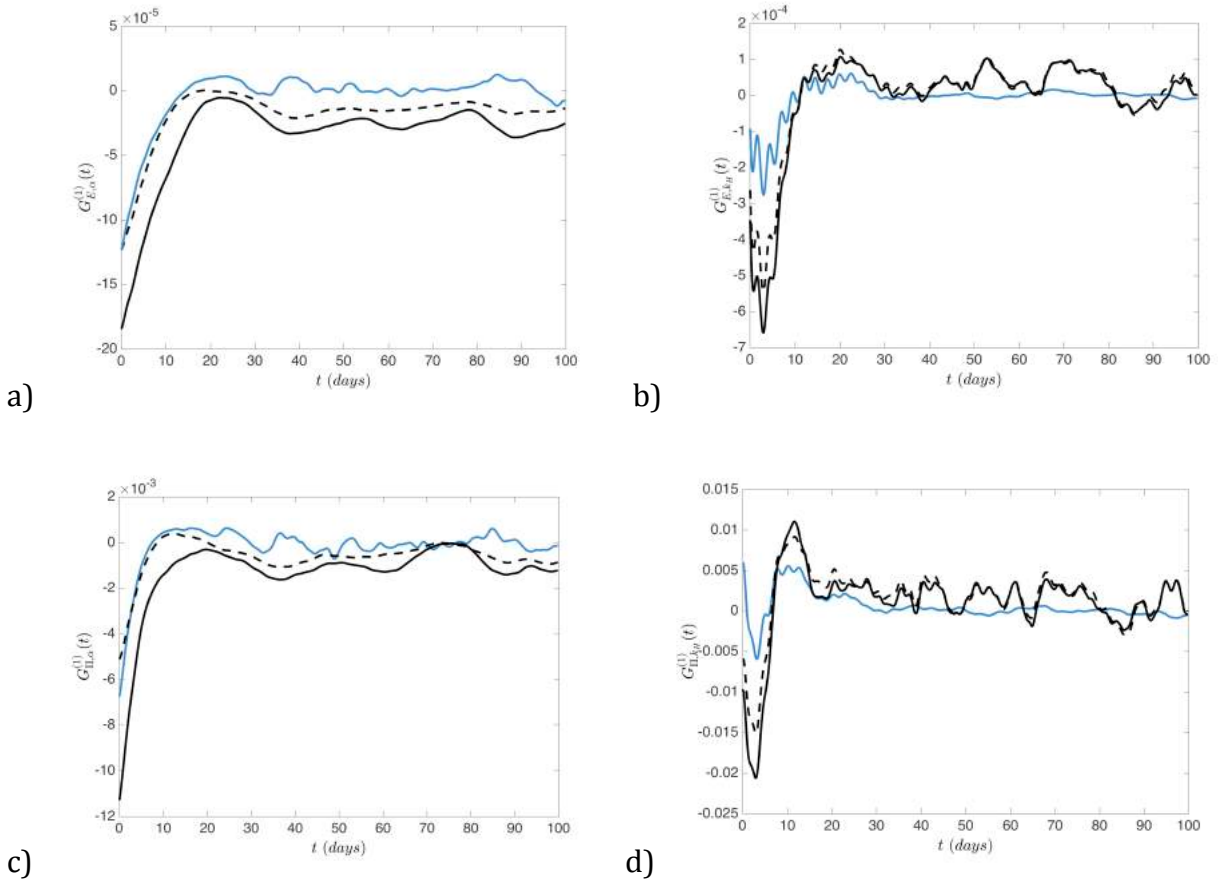 ×10⁻⁵
5
0
-5
-10
-15
-20
G_{E,α}^{(1)}(t)
0 10 20 30 40 50 60 70 80 90 100
t (days)
a)
×10⁻⁴
2
1
0
-1
-2
-3
-4
-5
-6
-7
G_{E,k_H}^{(1)}(t)
0 10 20 30 40 50 60 70 80 90 100
t (days)
b)
×10⁻³
2
0
-2
-4
-6
-8
-10
-12
G_{II,α}^{(1)}(t)
0 10 20 30 40 50 60 70 80 90 100
t (days)
c)
0.015
0.01
0.005
0
-0.005
-0.01
-0.015
-0.02
-0.025
0 10 20 30 40 50 60 70 80 90 100
t (days)
d)